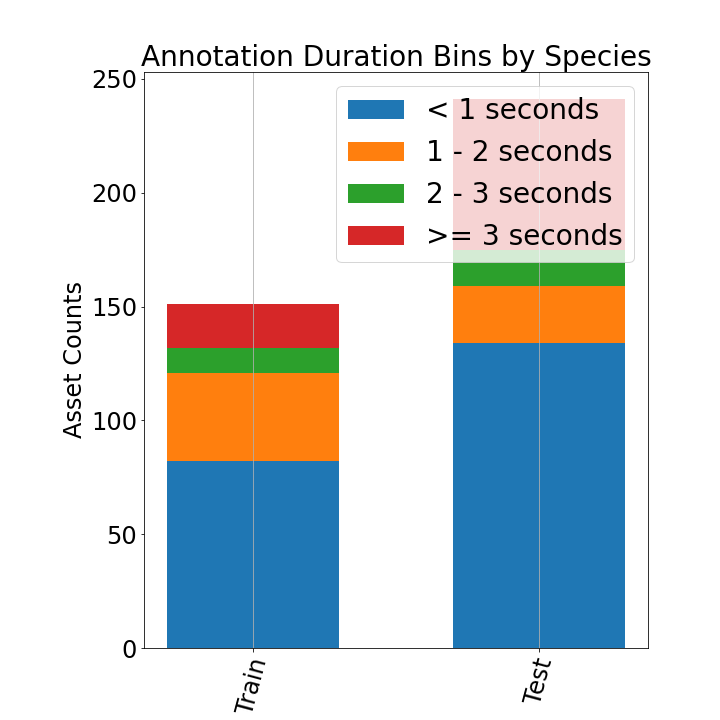 Annotation Duration Bins by Species
250
200
150
100
50
0
Asset Counts
< 1 seconds
1 - 2 seconds
2 - 3 seconds
>= 3 seconds
Train
Test